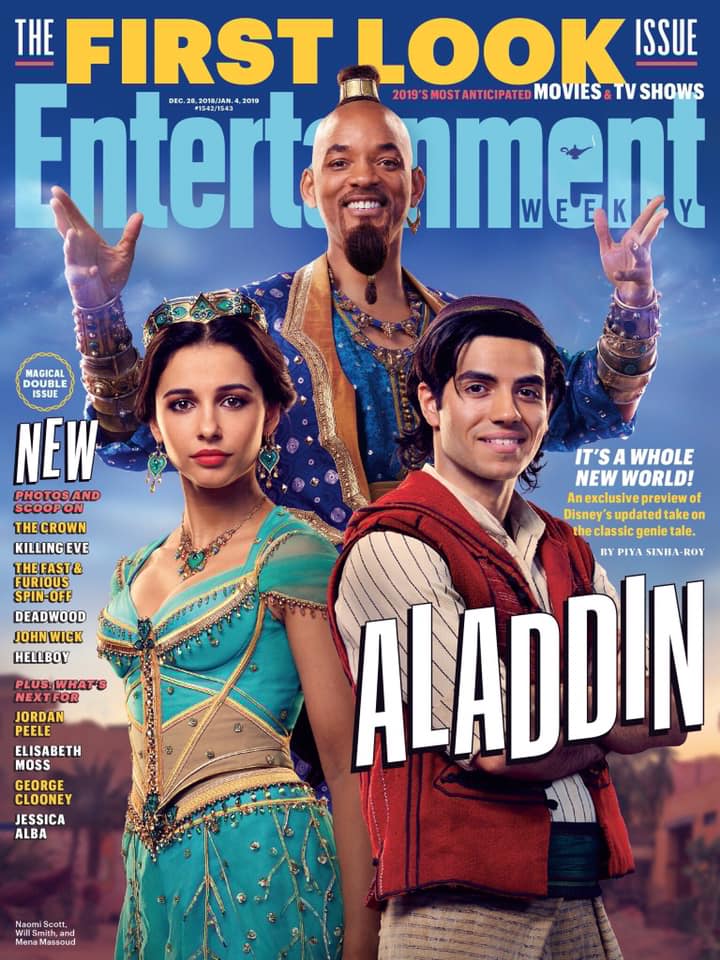 THE FIRST LOOK ISSUE
2019'S MOST ANTICIPATED MOVIES & TV SHOWS
DEC. 28, 2018/JAN. 4, 2019
#1542/1543
Entertainment
WEEKLY
MAGICAL
DOUBLE
ISSUE
NEW
PHOTOS AND
SCOOP ON
THE CROWN
KILLING EVE
THE FAST &
FURIOUS
SPIN-OFF
DEADWOOD
JOHN WICK
HELLBOY
PLUS: WHAT'S
NEXT FOR
JORDAN
PEELE
ELISABETH
MOSS
GEORGE
CLOONEY
JESSICA
ALBA
IT'S A WHOLE
NEW WORLD!
An exclusive preview of
Disney's updated take on
the classic genie tale.
BY PIYA SINHA-ROY
ALADDIN
Naomi Scott,
Will Smith, and
Mena Massoud